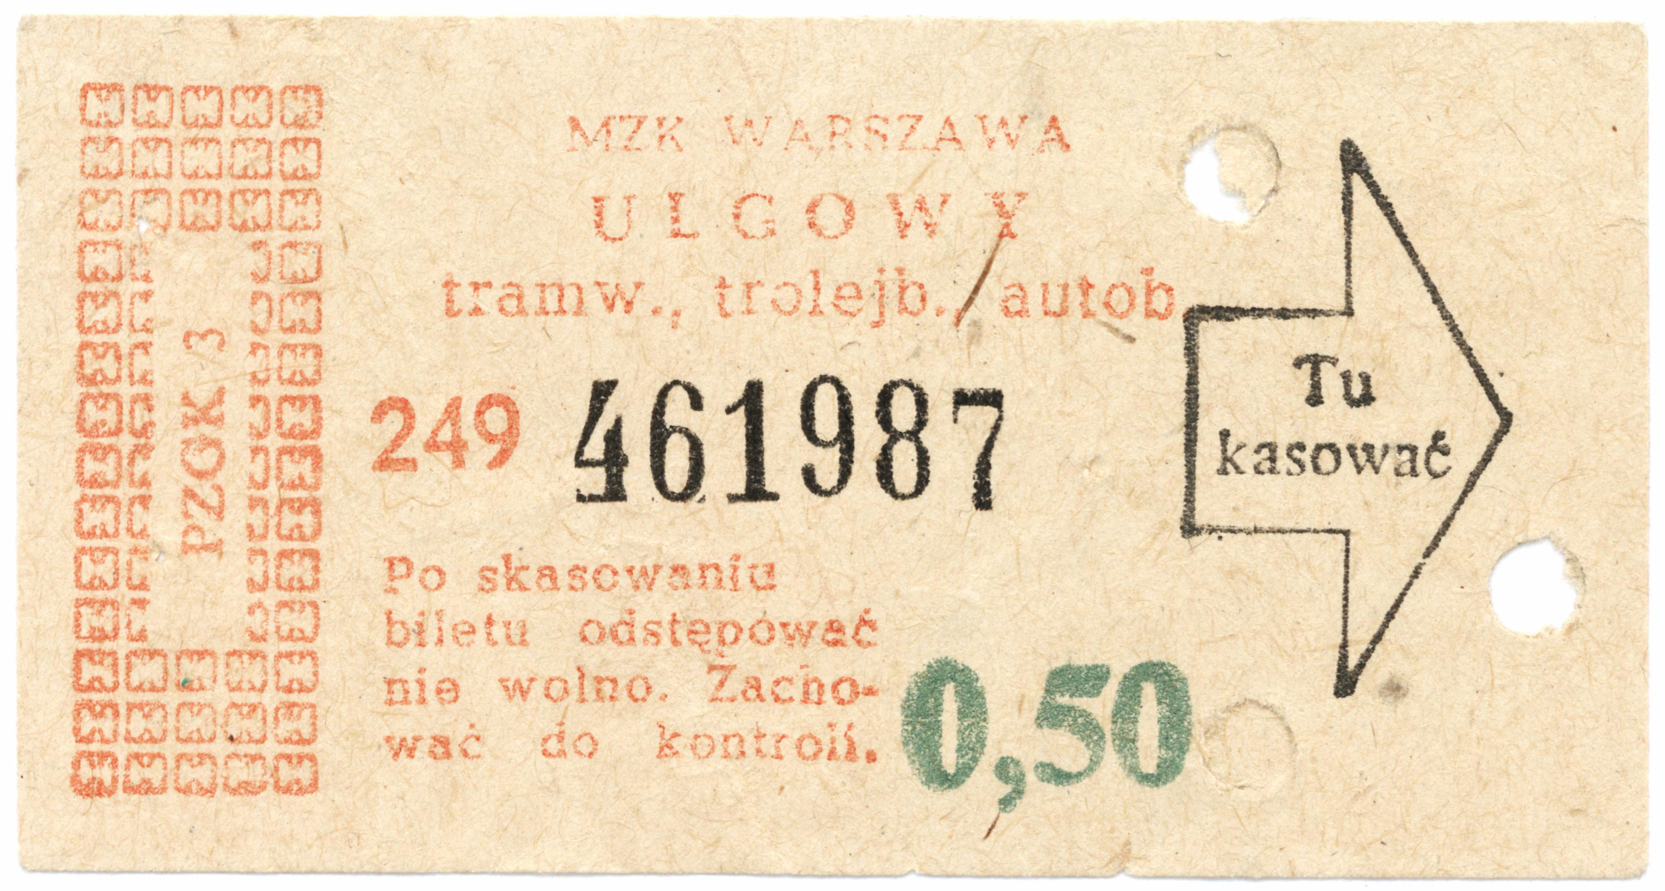 MZK WARSZAWA
ULGOWY
tramw., trolejb., autob.
PZGK 3
249 461987
Tu
kasować
Po skasowaniu
biletu odstępować
nie wolno. Zacho-
wać do kontroli.
0,50